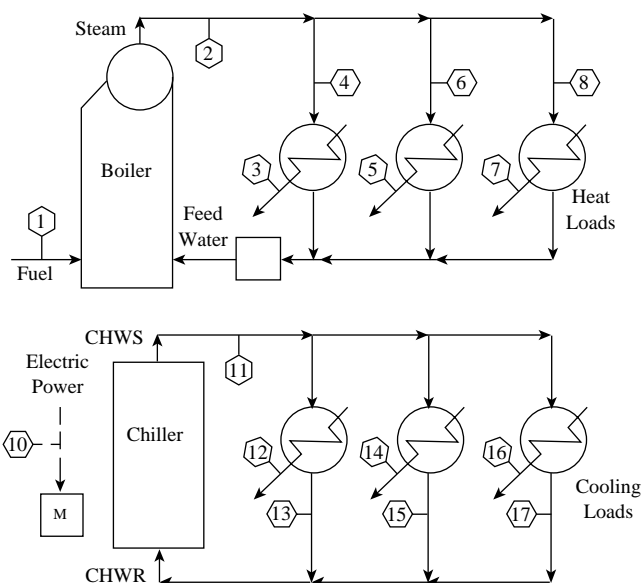 Steam
2
4
6
8
Boiler
3
5
7
1
Feed
Water
Heat
Loads
Fuel
CHWS
11
Electric
Power
10
Chiller
12
14
16
M
13
15
17
Cooling
Loads
CHWR